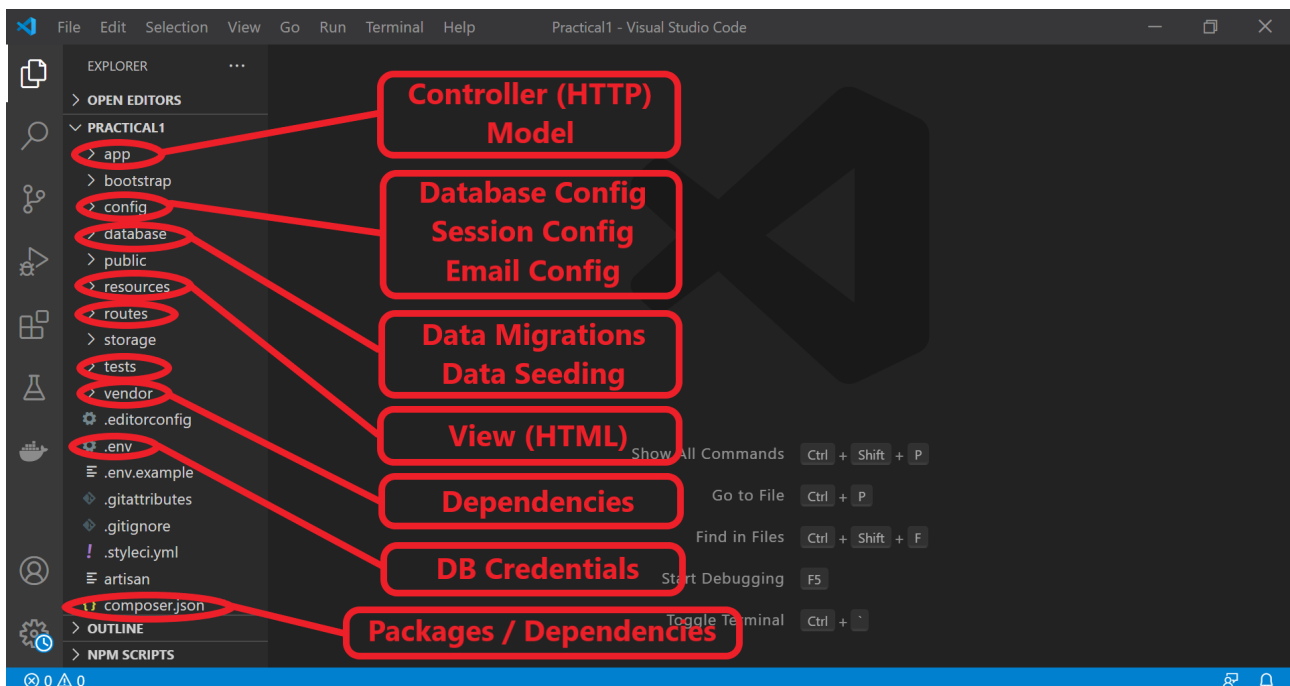 File Edit Selection View Go Run Terminal Help Practical1 - Visual Studio Code
EXPLORER ...
OPEN EDITORS
PRACTICAL1
app
bootstrap
config
database
public
resources
routes
storage
tests
vendor
.editorconfig
.env
.env.example
.gitattributes
.gitignore
.styleci.yml
artisan
composer.json
OUTLINE
NPM SCRIPTS
Controller (HTTP)
Model
Database Config
Session Config
Email Config
Data Migrations
Data Seeding
View (HTML)
Dependencies
DB Credentials
Packages / Dependencies
Show All Commands Ctrl + Shift + P
Go to File Ctrl + P
Find in Files Ctrl + Shift + F
Start Debugging F5
Toggle Terminal Ctrl + `
0 0